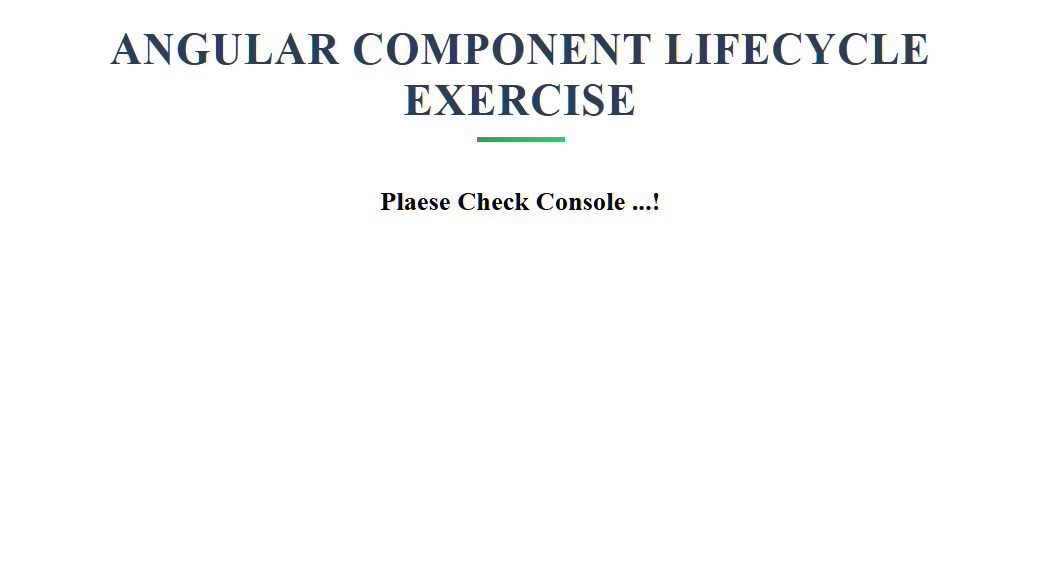 ANGULAR COMPONENT LIFECYCLE
EXERCISE
Plaese Check Console ...!